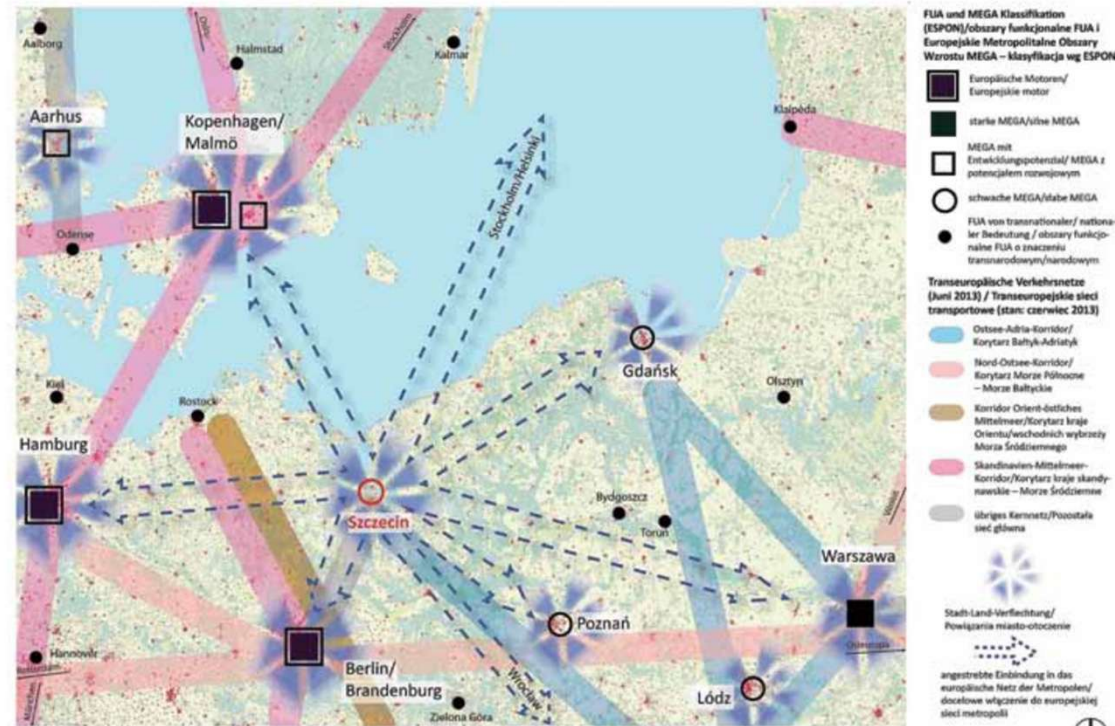 Aalborg
Oslo
Stockholm
Halmstad
Kalmar
Aarhus
Kopenhagen/
Malmö
Klaipėda
Odense
Stockholm/Helsinki
Kiel
Rostock
Gdańsk
Olsztyn
Hamburg
Szczecin
Bydgoszcz
Toruń
Vilnius
Warszawa
Poznań
Hannover
Rotterdam
Osteuropa
München
Berlin/
Brandenburg
Wrocław
Lódz
Zielona Góra
FUA und MEGA Klassifikation
(ESPON)/obszary funkcjonalne FUA i
Europejskie Metropolitalne Obszary
Wzrostu MEGA – klasyfikacja wg ESPON
Europäische Motoren/
Europejskie motor
starke MEGA/silne MEGA
MEGA mit
Entwicklungspotenzial/ MEGA z
potencjałem rozwojowym
schwache MEGA/słabe MEGA
FUA von transnationaler/ nationa-
ler Bedeutung / obszary funkcjo-
nalne FUA o znaczeniu
transnarodowym/narodowym
Transeuropäische Verkehrsnetze
(Juni 2013) / Transeuropejskie sieci
transportowe (stan: czerwiec 2013)
Ostsee-Adria-Korridor/
Korytarz Bałtyk-Adriatyk
Nord-Ostsee-Korridor/
Korytarz Morze Północne
– Morze Bałtyckie
Korridor Orient-östliches
Mittelmeer/Korytarz kraje
Orientu/wschodnich wybrzeży
Morza Śródziemnego
Skandinavien-Mittelmeer-
Korridor/Korytarz kraje skandy-
nawskie – Morze Śródziemne
übriges Kernnetz/Pozostała
sieć główna
Stadt-Land-Verflechtung/
Powiązania miasto-otoczenie
angestrebte Einbindung in das
europäische Netz der Metropolen/
docelowe włączenie do europejskiej
sieci metropolii